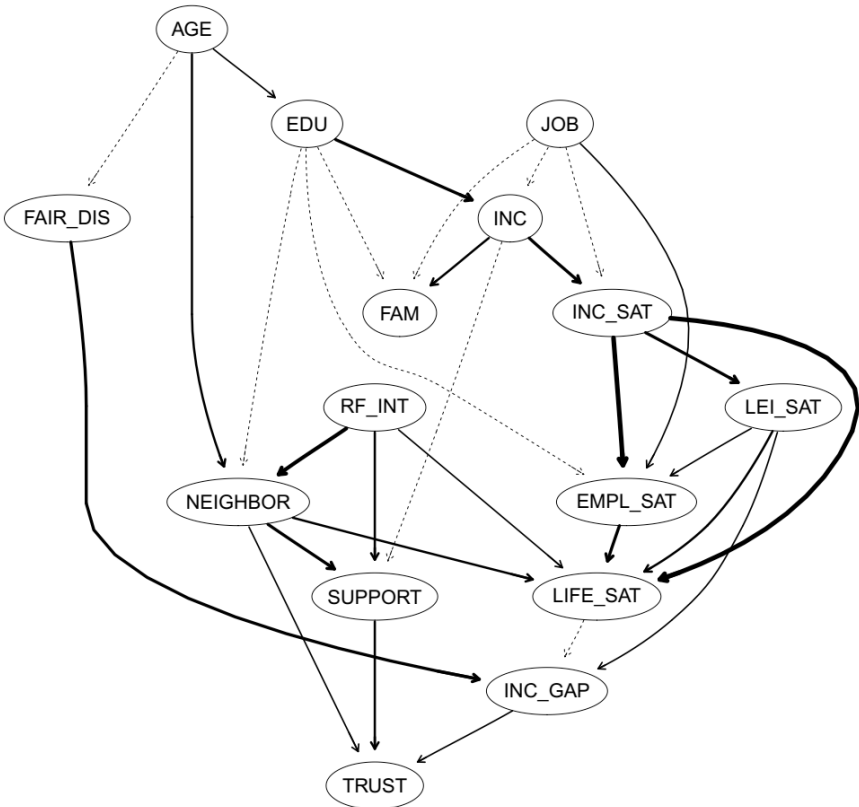 AGE
EDU
JOB
FAIR_DIS
INC
FAM
INC_SAT
RF_INT
LEI_SAT
NEIGHBOR
EMPL_SAT
SUPPORT
LIFE_SAT
INC_GAP
TRUST